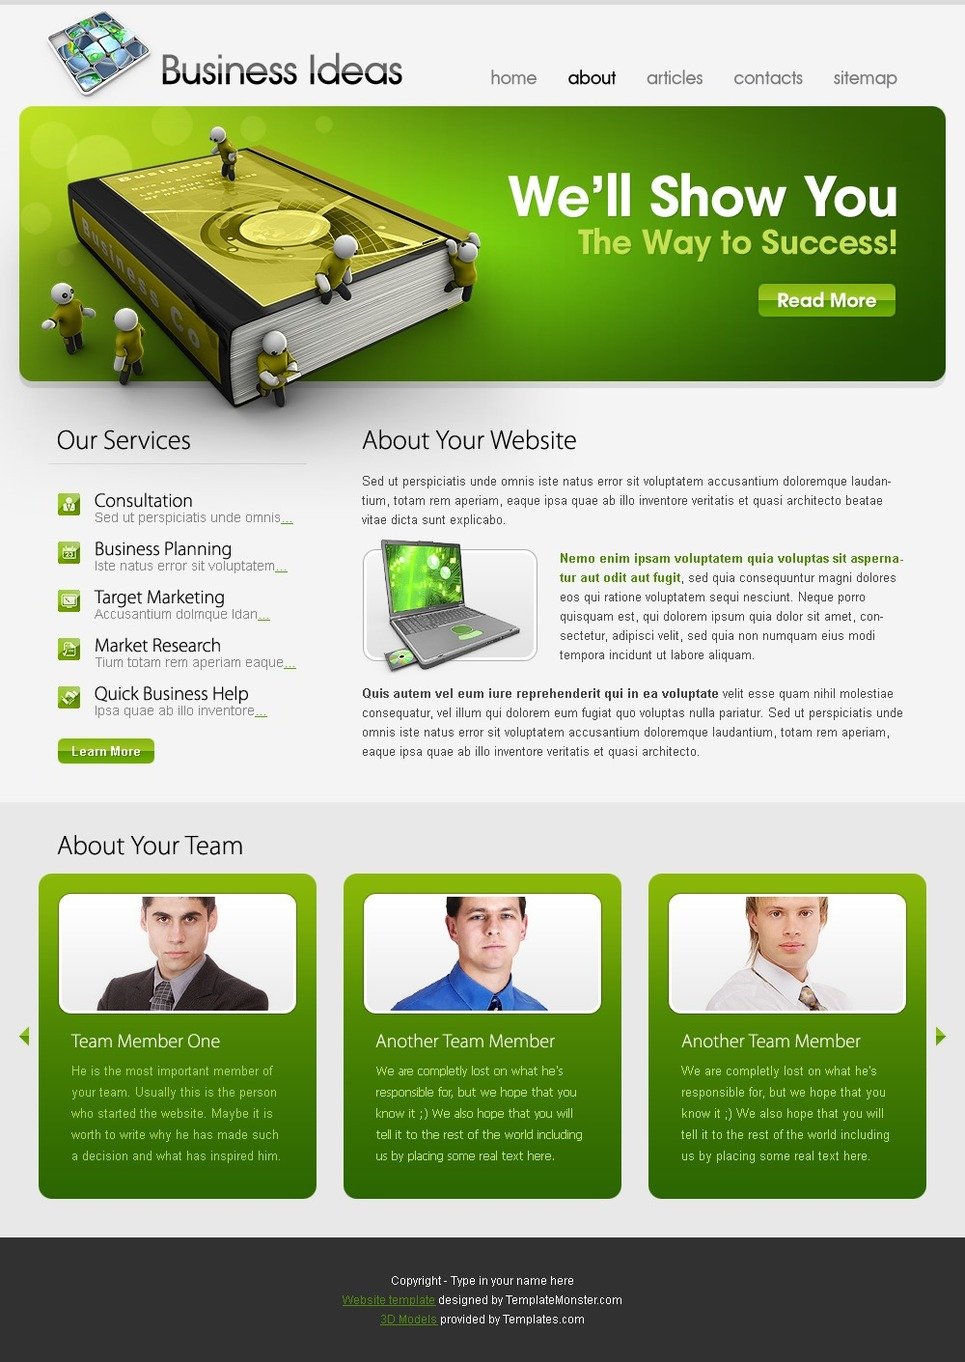 Business Ideas
home about articles contacts sitemap
Business Co
We'll Show You
The Way to Success!
Read More
Our Services
Consultation
Sed ut perspiciatis unde omnis...
Business Planning
Iste natus error sit voluptatem...
Target Marketing
Accusantium dolmque ldan...
Market Research
Tium totam rem aperiam eaque...
Quick Business Help
Ipsa quae ab illo inventore...
Learn More
About Your Website
Sed ut perspiciatis unde omnis iste natus error sit voluptatem accusantium doloremque laudan-
tium, totam rem aperiam, eaque ipsa quae ab illo inventore veritatis et quasi architecto beatae
vitae dicta sunt explicabo.
Nemo enim ipsam voluptatem quia voluptas sit asperna-
tur aut odit aut fugit, sed quia consequuntur magni dolores
eos qui ratione voluptatem sequi nesciunt. Neque porro
quisquam est, qui dolorem ipsum quia dolor sit amet, con-
sectetur, adipisci velit, sed quia non numquam eius modi
tempora incidunt ut labore aliquam.
Quis autem vel eum iure reprehenderit qui in ea voluptate velit esse quam nihil molestiae
consequatur, vel illum qui dolorem eum fugiat quo voluptas nulla pariatur. Sed ut perspiciatis unde
omnis iste natus error sit voluptatem accusantium doloremque laudantium, totam rem aperiam,
eaque ipsa quae ab illo inventore veritatis et quasi architecto.
About Your Team
Team Member One
He is the most important member of
your team. Usually this is the person
who started the website. Maybe it is
worth to write why he has made such
a decision and what has inspired him.
Another Team Member
We are completly lost on what he's
responsible for, but we hope that you
know it ;) We also hope that you will
tell it to the rest of the world including
us by placing some real text here.
Another Team Member
We are completly lost on what he's
responsible for, but we hope that you
know it ;) We also hope that you will
tell it to the rest of the world including
us by placing some real text here.
Copyright - Type in your name here
Website template designed by TemplateMonster.com
3D Models provided by Templates.com